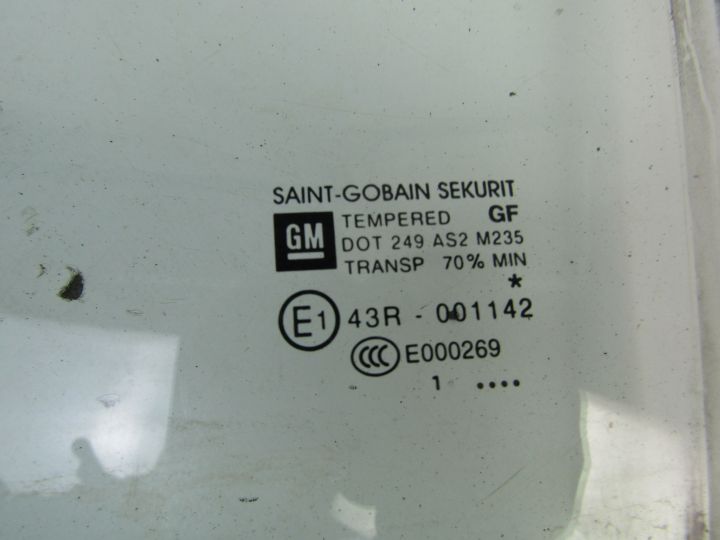 SAINT-GOBAIN SEKURIT
GM TEMPERED GF
DOT 249 AS2 M235
TRANSP 70% MIN
*
E1 43R - 001142
CCC E000269
1 ....